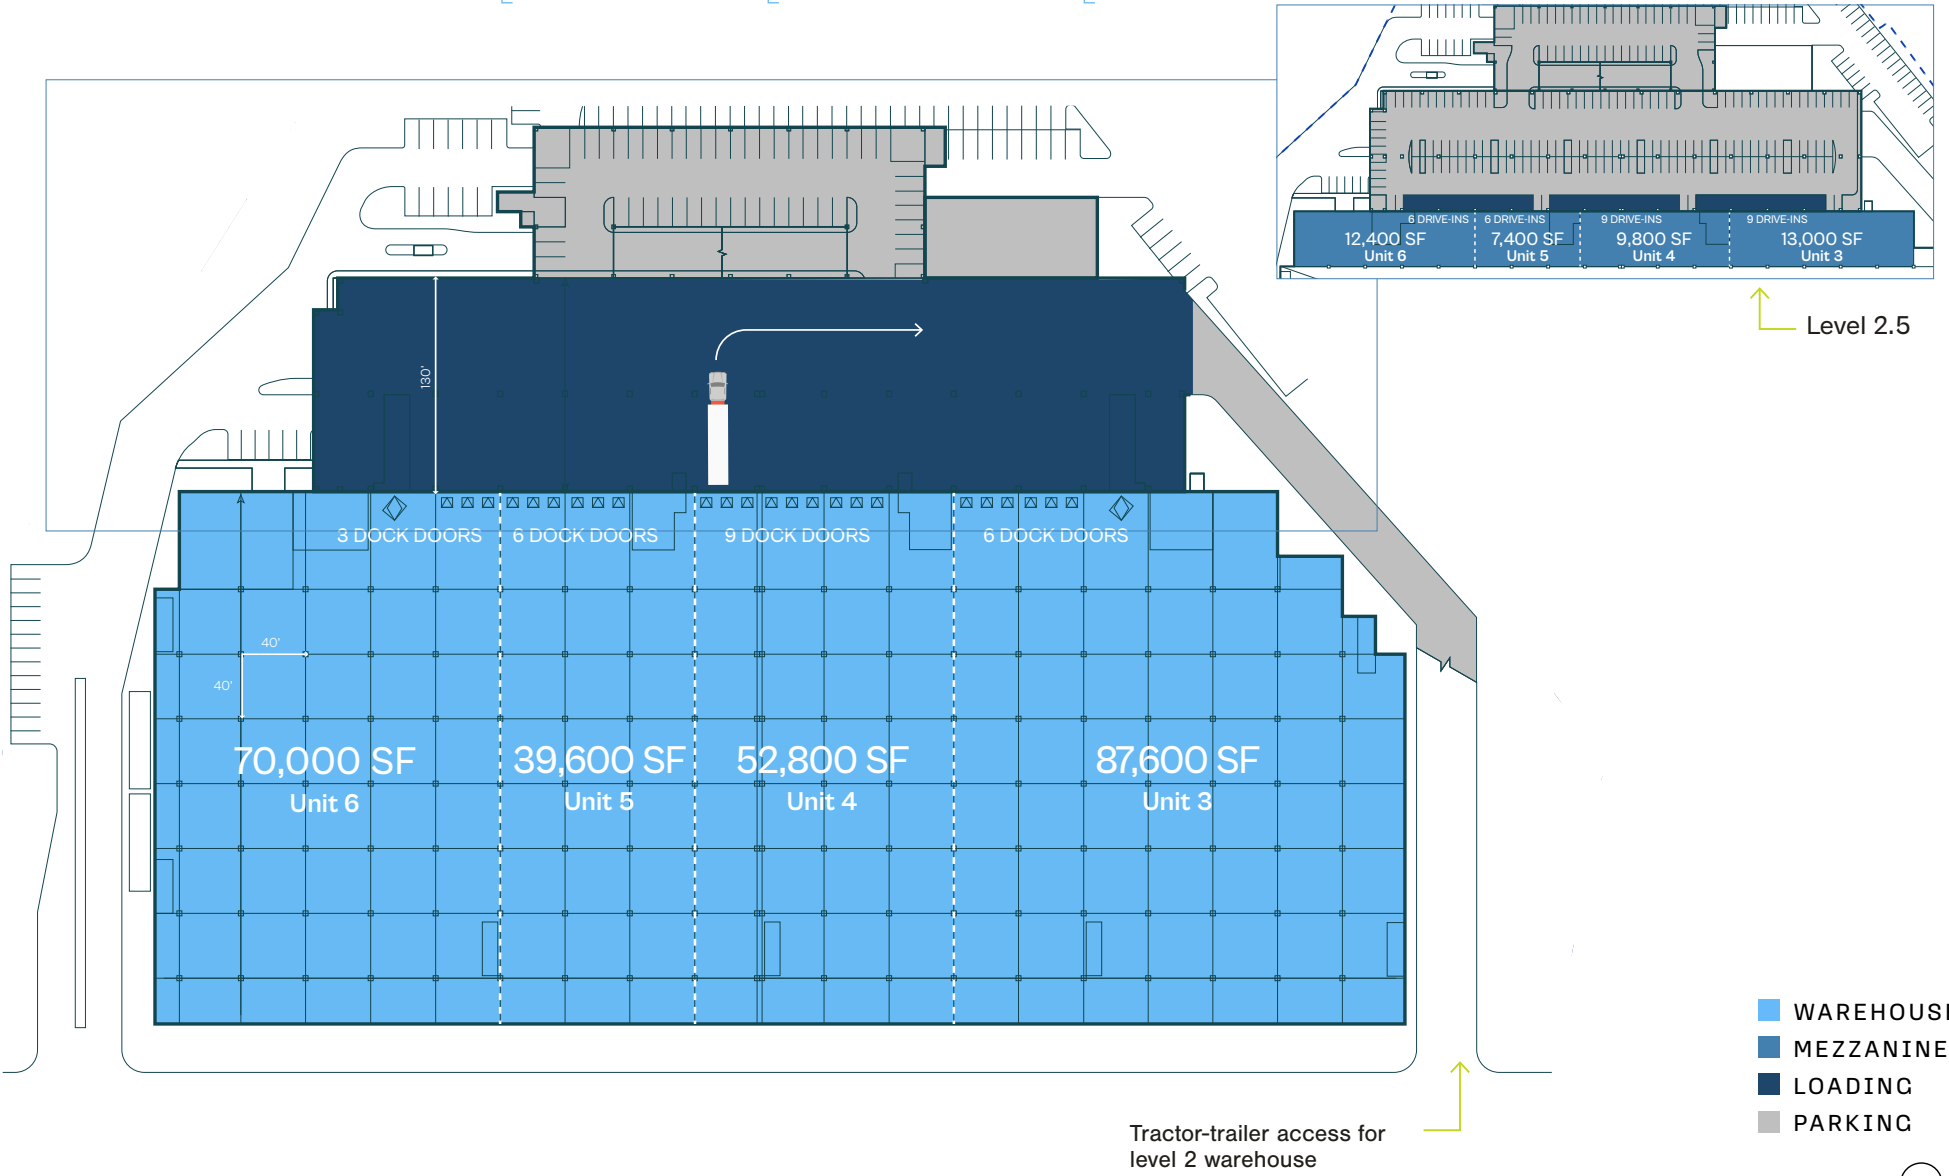 6 DRIVE-INS
6 DRIVE-INS
9 DRIVE-INS
9 DRIVE-INS
12,400 SF
Unit 6
7,400 SF
Unit 5
9,800 SF
Unit 4
13,000 SF
Unit 3
Level 2.5
130'
3 DOCK DOORS
6 DOCK DOORS
9 DOCK DOORS
6 DOCK DOORS
40'
40'
70,000 SF
Unit 6
39,600 SF
Unit 5
52,800 SF
Unit 4
87,600 SF
Unit 3
WAREHOUSE
MEZZANINE
LOADING
PARKING
Tractor-trailer access for
level 2 warehouse